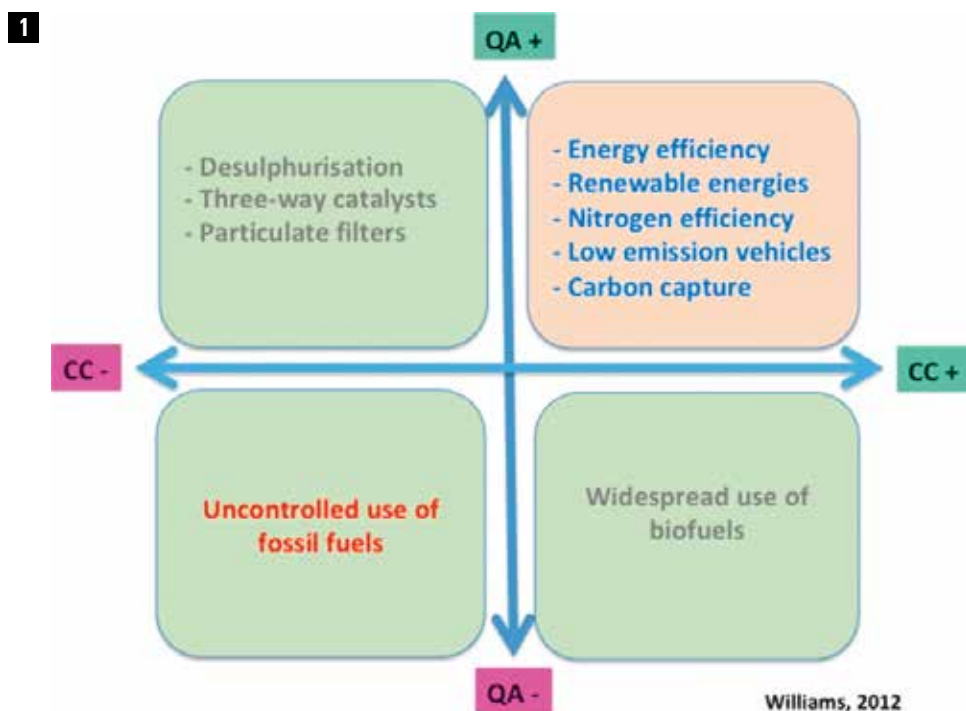 1
QA +
- Desulphurisation
- Three-way catalysts
- Particulate filters
- Energy efficiency
- Renewable energies
- Nitrogen efficiency
- Low emission vehicles
- Carbon capture
CC -
CC +
Uncontrolled use of
fossil fuels
Widespread use of
biofuels
QA -
Williams, 2012